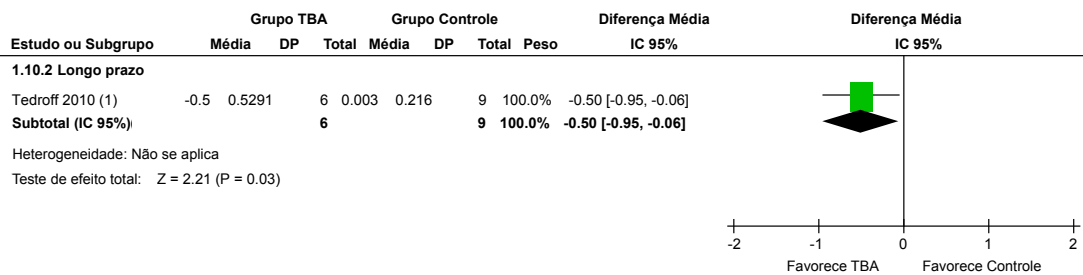 Grupo TBA Grupo Controle Diferença Média Diferença Média
Estudo ou Subgrupo Média DP Total Média DP Total Peso IC 95% IC 95%
1.10.2 Longo prazo
Tedroff 2010 (1) -0.5 0.5291 6 0.003 0.216 9 100.0% -0.50 [-0.95, -0.06]
Subtotal (IC 95%) 6 9 100.0% -0.50 [-0.95, -0.06]
Heterogeneidade: Não se aplica
Teste de efeito total: Z = 2.21 (P = 0.03)
-2 -1 0 1 2
Favorece TBA Favorece Controle